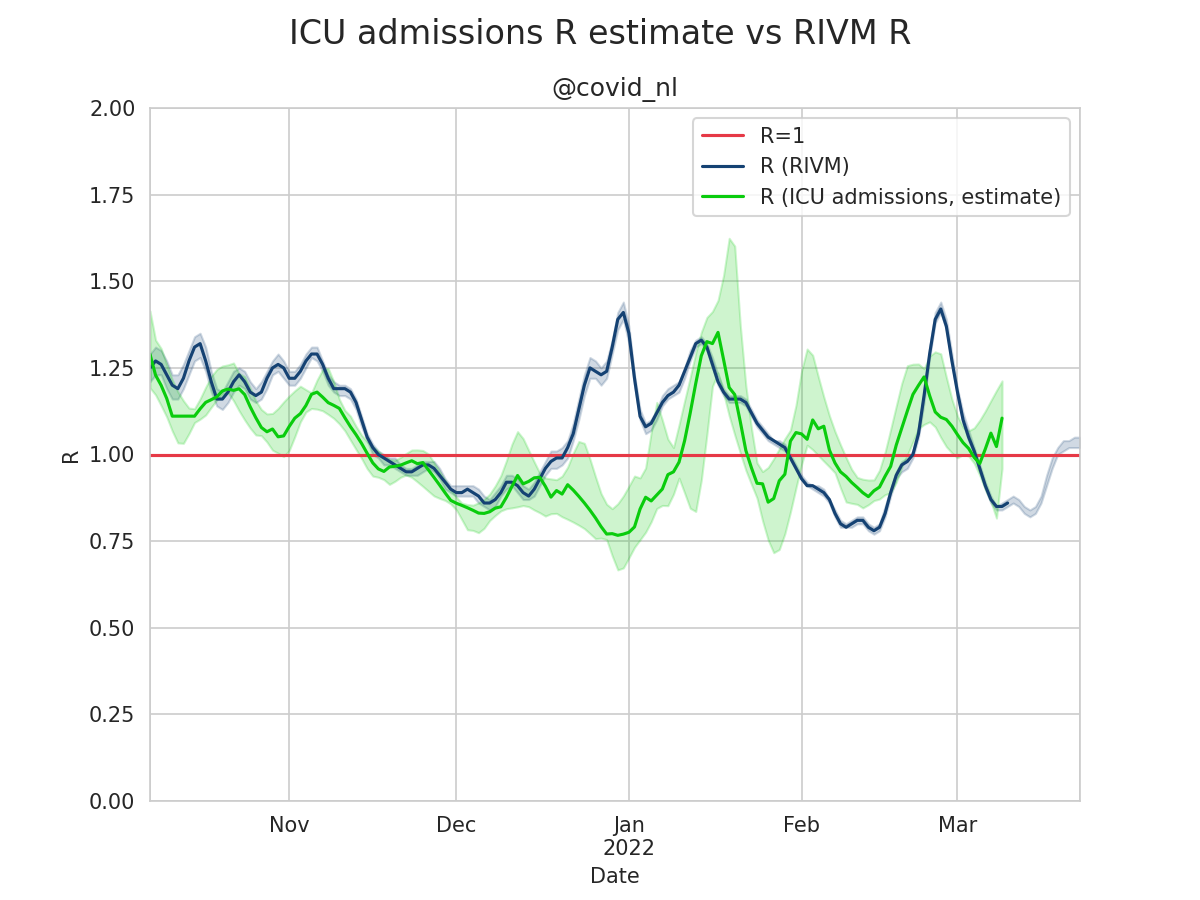 ICU admissions R estimate vs RIVM R
@covid_nl
R=1
R (RIVM)
R (ICU admissions, estimate)
2.00
1.75
1.50
1.25
1.00
0.75
0.50
0.25
0.00
R
Nov
Dec
Jan
2022
Feb
Mar
Date